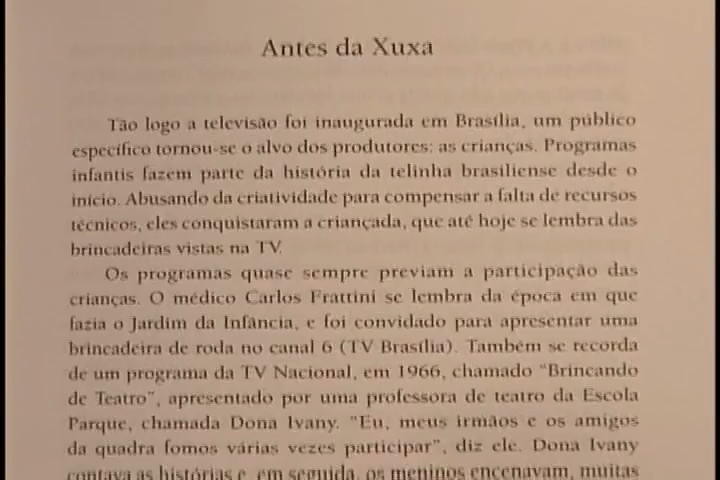 Antes da Xuxa
Tão logo a televisão foi inaugurada em Brasília, um público
específico tornou-se o alvo dos produtores: as crianças. Programas
infantis fazem parte da história da telinha brasiliense desde o
início. Abusando da criatividade para compensar a falta de recursos
técnicos, eles conquistaram a criançada, que até hoje se lembra das
brincadeiras vistas na TV.
Os programas quase sempre previam a participação das
crianças. O médico Carlos Frattini se lembra da época em que
fazia o Jardim da Infância, e foi convidado para apresentar uma
brincadeira de roda no canal 6 (TV Brasília). Também se recorda
de um programa da TV Nacional, em 1966, chamado “Brincando
de Teatro”, apresentado por uma professora de teatro da Escola
Parque, chamada Dona Ivany. “Eu, meus irmãos e os amigos
da quadra fomos várias vezes participar”, diz ele. Dona Ivany
contava as histórias e, em seguida, os meninos encenavam, muitas